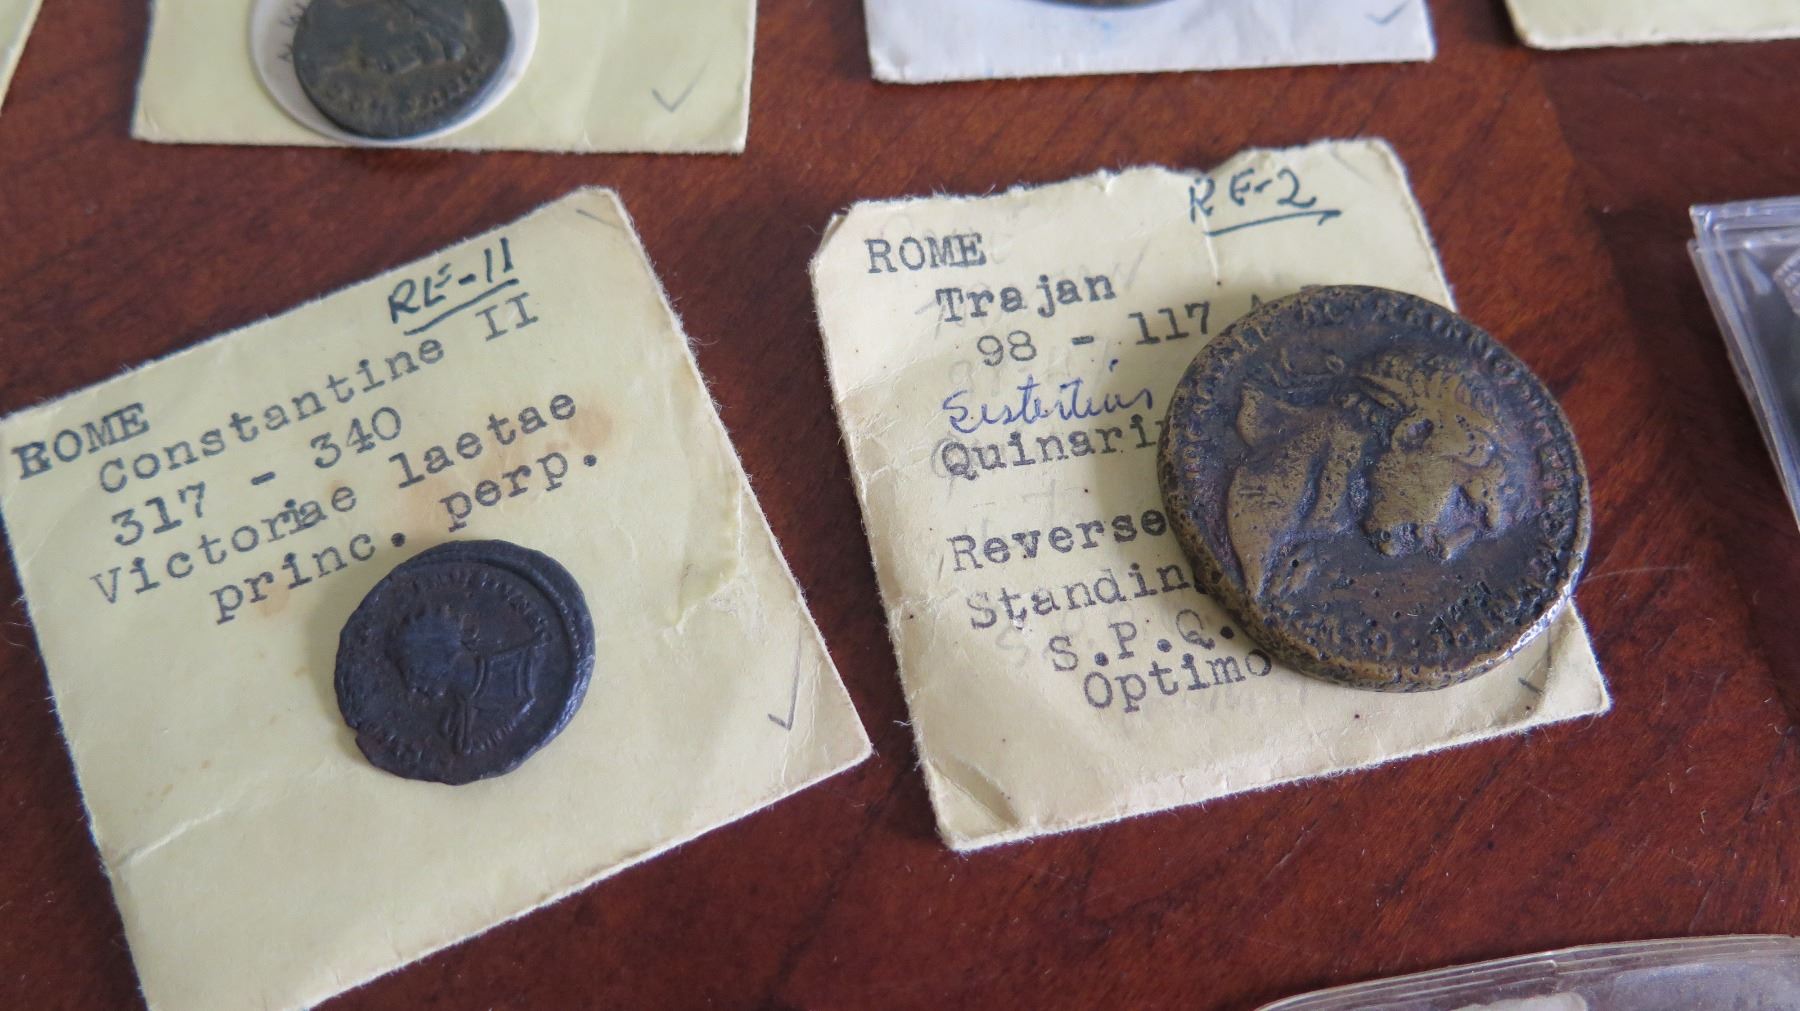 RE-11
ROME
Constantine II
317 - 340
Victoriae laetae
princ. perp.
RE-2
ROME
Trajan
98 - 117
Sestertius
Reverse
S.P.Q.
Optimo